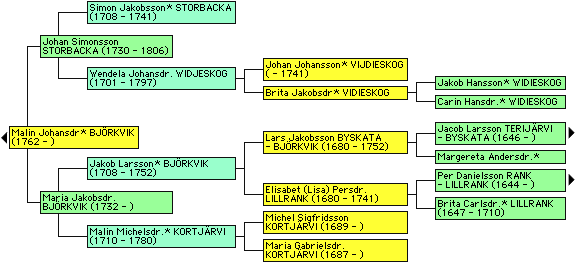 Simon Jakobsson* STORBACKA
(1708 - 1741)
Johan Simonsson
STORBACKA (1730 - 1806)
Wendela Johansdr. WIDJESKOG
(1701 - 1797)
Johan Johansson* VIJDIESKOG
( - 1741)
Brita Jakobsdr* VIDIESKOG
Jakob Hansson* WIDIESKOG
Carin Hansdr.* WIDIESKOG
Malin Johansdr* BJÖRKVIK
(1762 - )
Jakob Larsson* BJÖRKVIK
(1708 - 1752)
Lars Jakobsson BYSKATA
- BJÖRKVIK (1680 - 1752)
Jacob Larsson TERIJÄRVI
- BYSKATA (1646 - )
Margereta Andersdr.*
Maria Jakobsdr.
BJÖRKVIK (1732 - )
Elisabet (Lisa) Persdr.
LILLRANK (1680 - 1741)
Per Danielsson RANK
- LILLRANK (1644 - )
Brita Carlsdr.* LILLRANK
(1647 - 1710)
Malin Michelsdr.* KORTJÄRVI
(1710 - 1780)
Michel Sigfridsson
KORTJÄRVI (1689 - )
Maria Gabrielsdr.
KORTJÄRVI (1687 - )